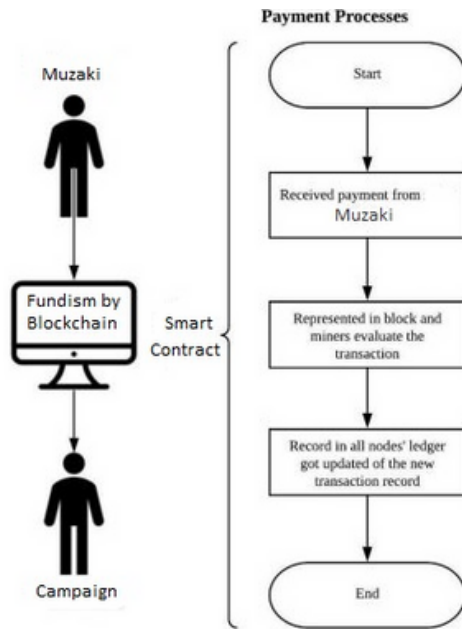 Payment Processes
Muzaki
Fundism by
Blockchain
Campaign
Smart
Contract
Start
Received payment from
Muzaki
Represented in block and
miners evaluate the
transaction
Record in all nodes' ledger
got updated of the new
transaction record
End